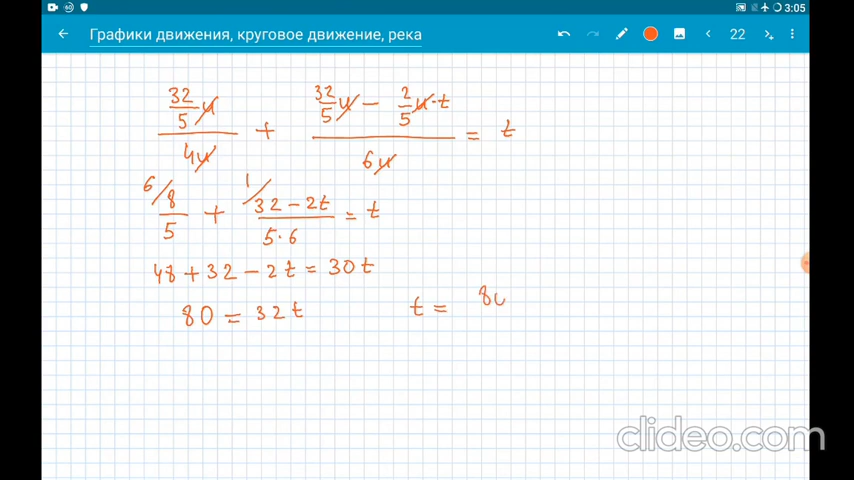 3:05
Графики движения, круговое движение, река 22
(32/5 u)/(4u) + (32/5 u − 2/5 u·t)/(6u) = t
6/ 8/5 + 1/ (32 − 2t)/(5·6) = t
48 + 32 − 2t = 30t
80 = 32t t = 80
clideo.com